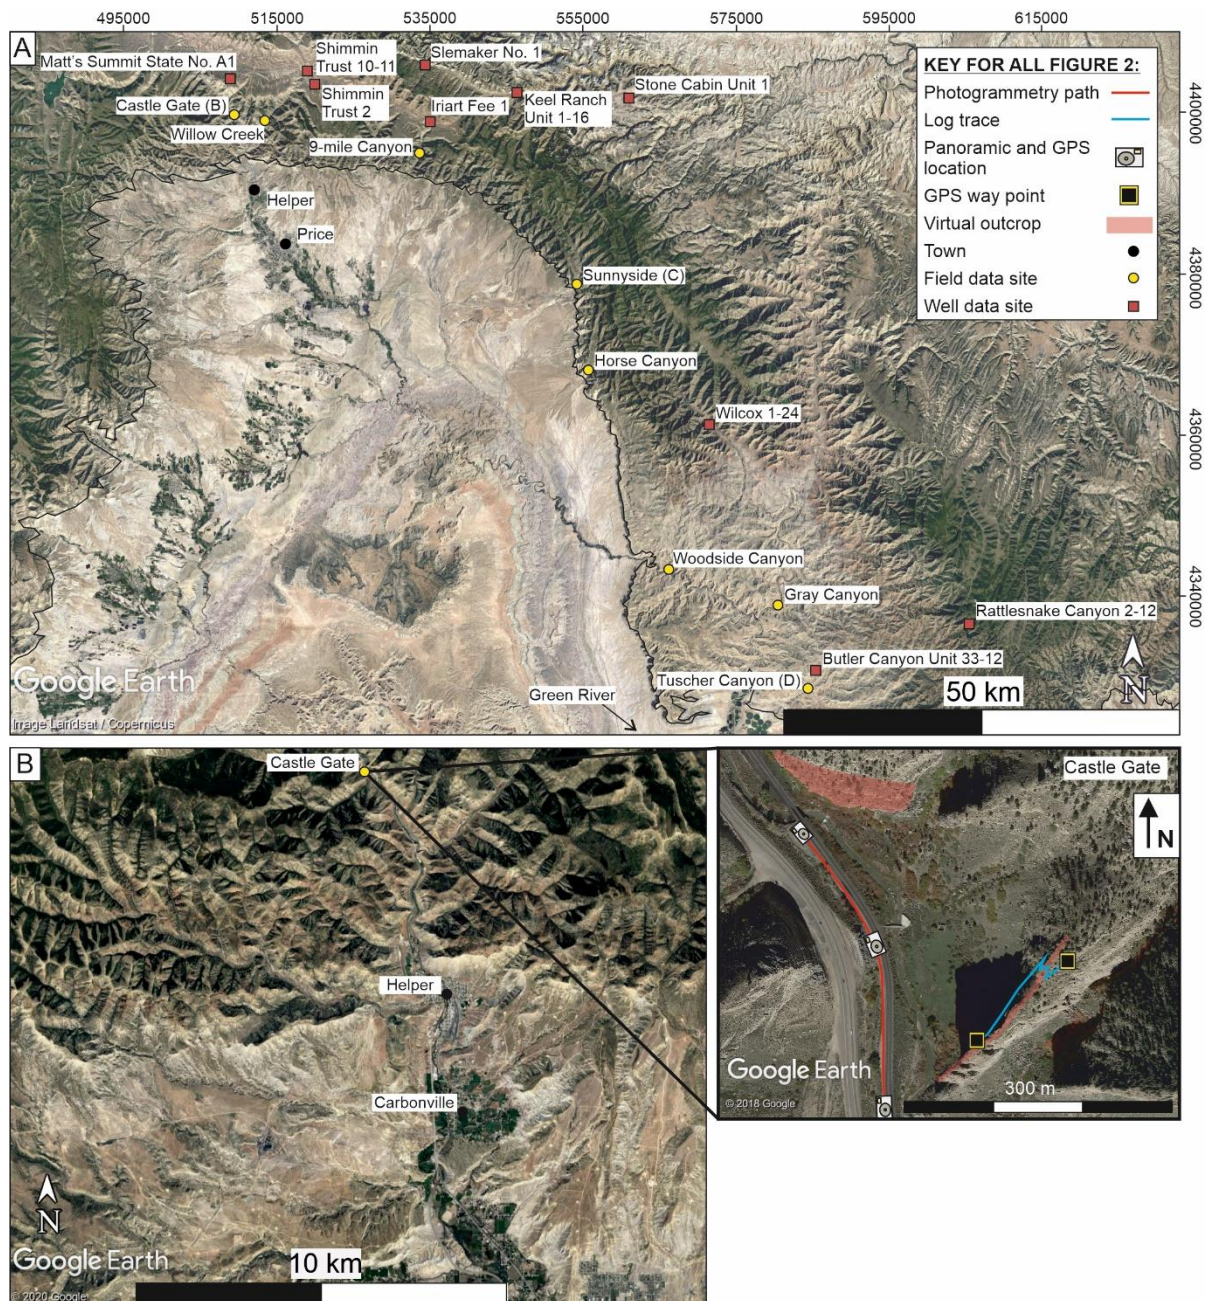 495000
515000
535000
555000
575000
595000
615000
A
Matt's Summit State No. A1
Shimmin
Trust 10-11
Slemaker No. 1
Castle Gate (B)
Shimmin
Trust 2
Iriart Fee 1
Keel Ranch
Unit 1-16
Stone Cabin Unit 1
Willow Creek
9-mile Canyon
Helper
Price
Sunnyside (C)
Horse Canyon
Wilcox 1-24
Woodside Canyon
Gray Canyon
Rattlesnake Canyon 2-12
Butler Canyon Unit 33-12
Tuscher Canyon (D)
Green River
KEY FOR ALL FIGURE 2:
Photogrammetry path
Log trace
Panoramic and GPS
location
GPS way point
Virtual outcrop
Town
Field data site
Well data site
4400000
4380000
4360000
4340000
Google Earth
Image Landsat / Copernicus
50 km
N
B
Castle Gate
Helper
Carbonville
N
Google Earth
© 2020 Google
10 km
Castle Gate
N
Google Earth
© 2018 Google
300 m